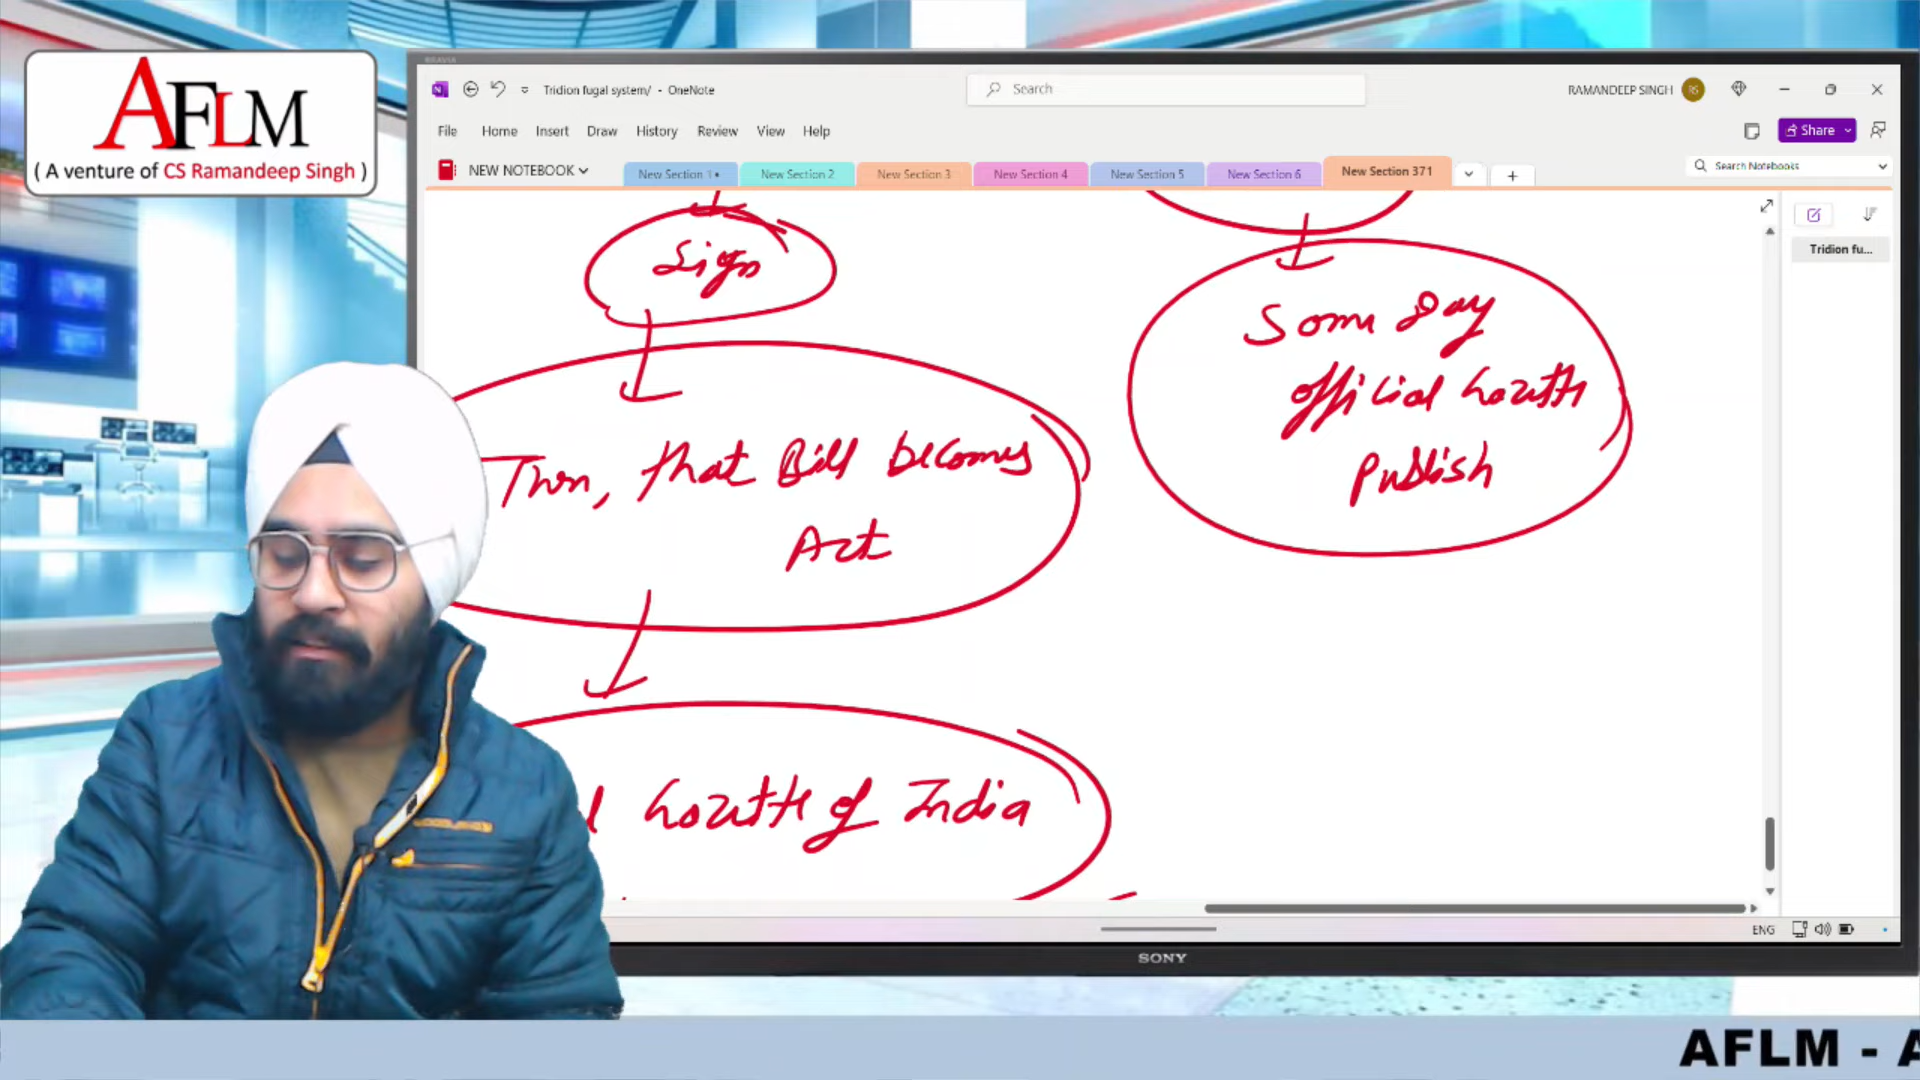 AFLM
( A venture of CS Ramandeep Singh )
Tridion fugal system/ - OneNote
Search
RAMANDEEP SINGH
RS
File Home Insert Draw History Review View Help
Share
NEW NOTEBOOK
New Section 1
New Section 2
New Section 3
New Section 4
New Section 5
New Section 6
New Section 371
Search Notebooks
Tridion fu...
Sign
Then, that Bill becomes
Act
of India
Some Day
official
Publish
ENG
SONY
AFLM - A